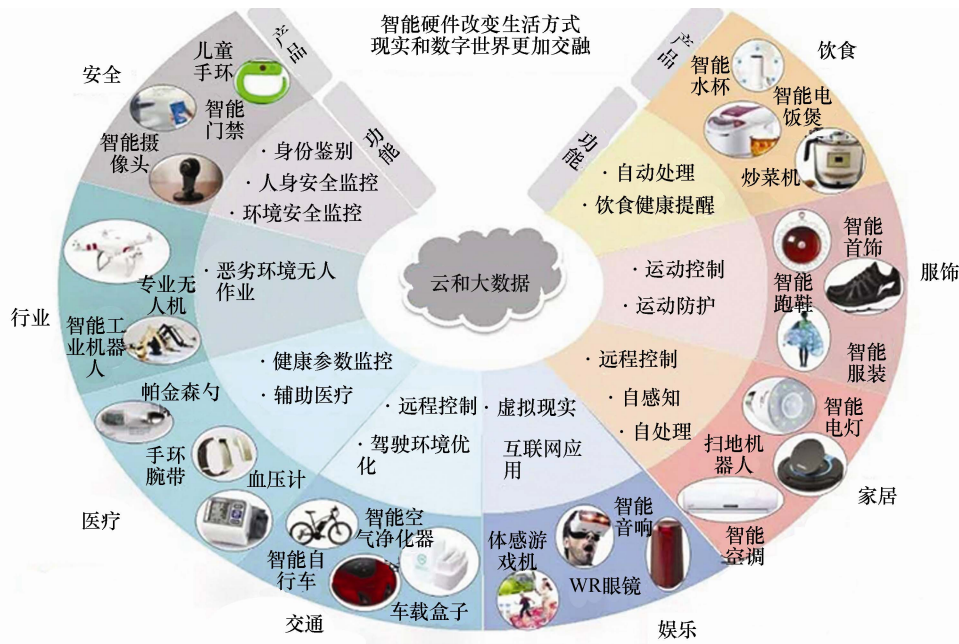 智能硬件改变生活方式
现实和数字世界更加交融
产品
功能
产品
功能
安全
儿童
手环
智能
门禁
智能摄
像头
· 身份鉴别
· 人身安全监控
· 环境安全监控
行业
专业无
人机
智能工
业机器
人
· 恶劣环境无人
作业
医疗
帕金森勺
手环
腕带
血压计
· 健康参数监控
· 辅助医疗
交通
智能自
行车
智能空
气净化器
车载盒子
· 远程控制
· 驾驶环境优
化
娱乐
体感游
戏机
WR眼镜
智能
音响
· 虚拟现实
互联网应
用
家居
智能
电灯
扫地机
器人
智能
空调
· 远程控制
· 自感知
· 自处理
服饰
智能
首饰
智能
跑鞋
智能
服装
· 运动控制
· 运动防护
饮食
智能
水杯
智能电
饭煲
炒菜机
· 自动处理
· 饮食健康提醒
云和大数据